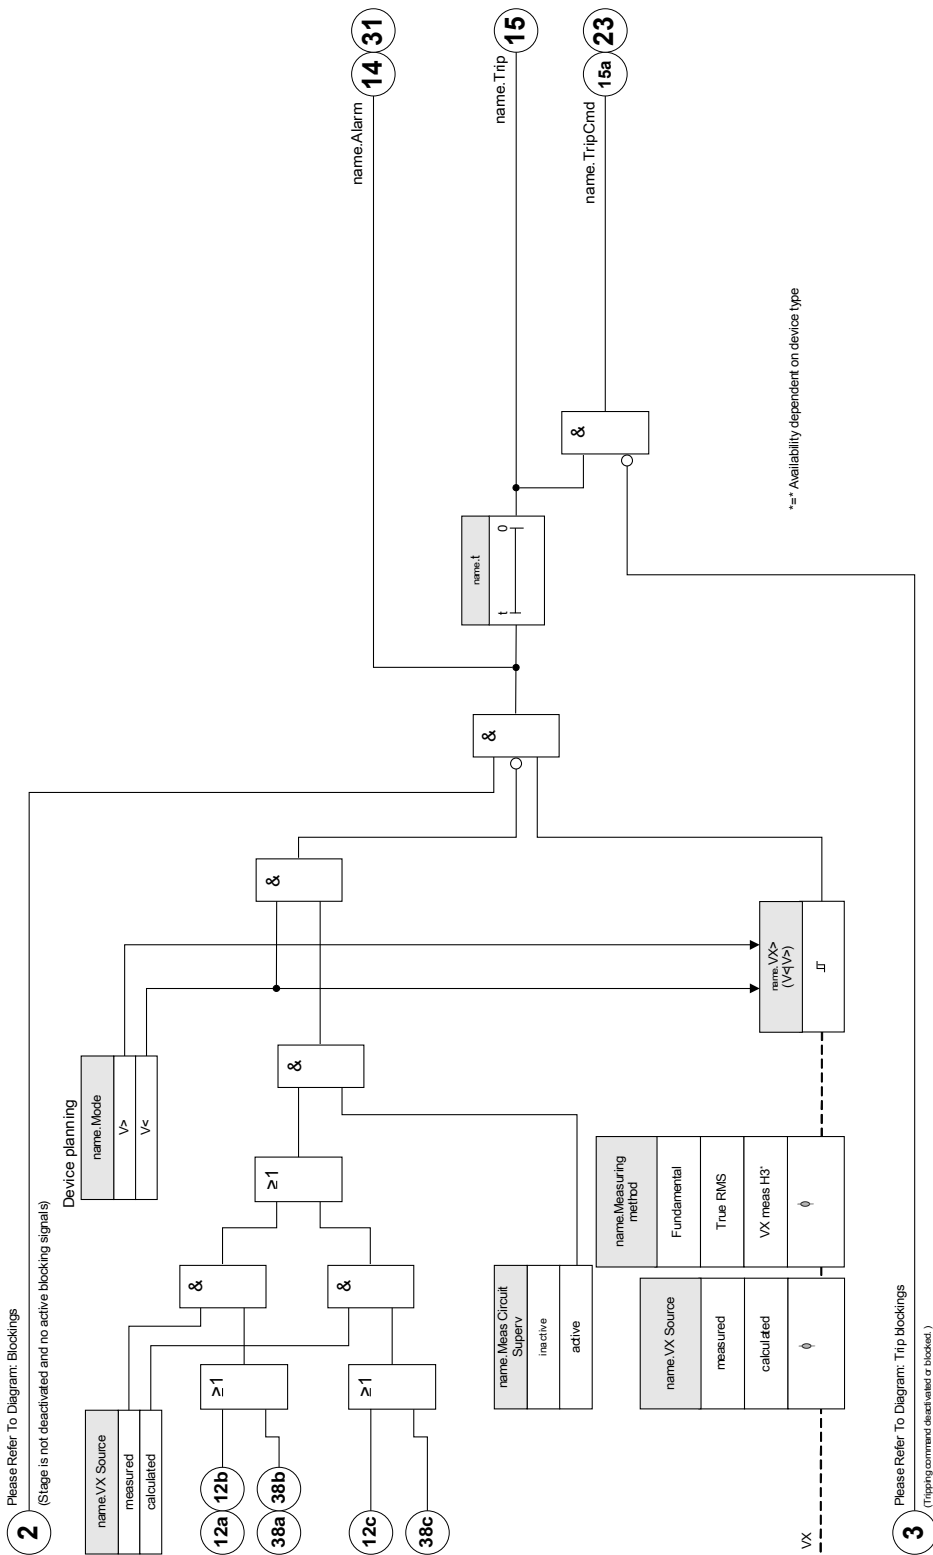 2
Please Refer To Diagram: Blockings
(Stage is not deactivated and no active blocking signals)
name.VX Source
measured
calculated
12a
12b
38a
38b
12c
38c
≥1
≥1
&
&
≥1
Device planning
name.Mode
V>
V<
&
&
name.Meas Circuit
Superv
inactive
active
VX
name.VX Source
measured
calculated
φ
name.Measuring
method
Fundamental
True RMS
VX meas H3'
φ
name.VX>
(V<|V>)
&
name.t
t
0
&
name.Alarm
14
31
name.Trip
15
name.TripCmd
15a
23
*=* Availability dependent on device type
3
Please Refer To Diagram: Trip blockings
(Tripping command deactivated or blocked. )